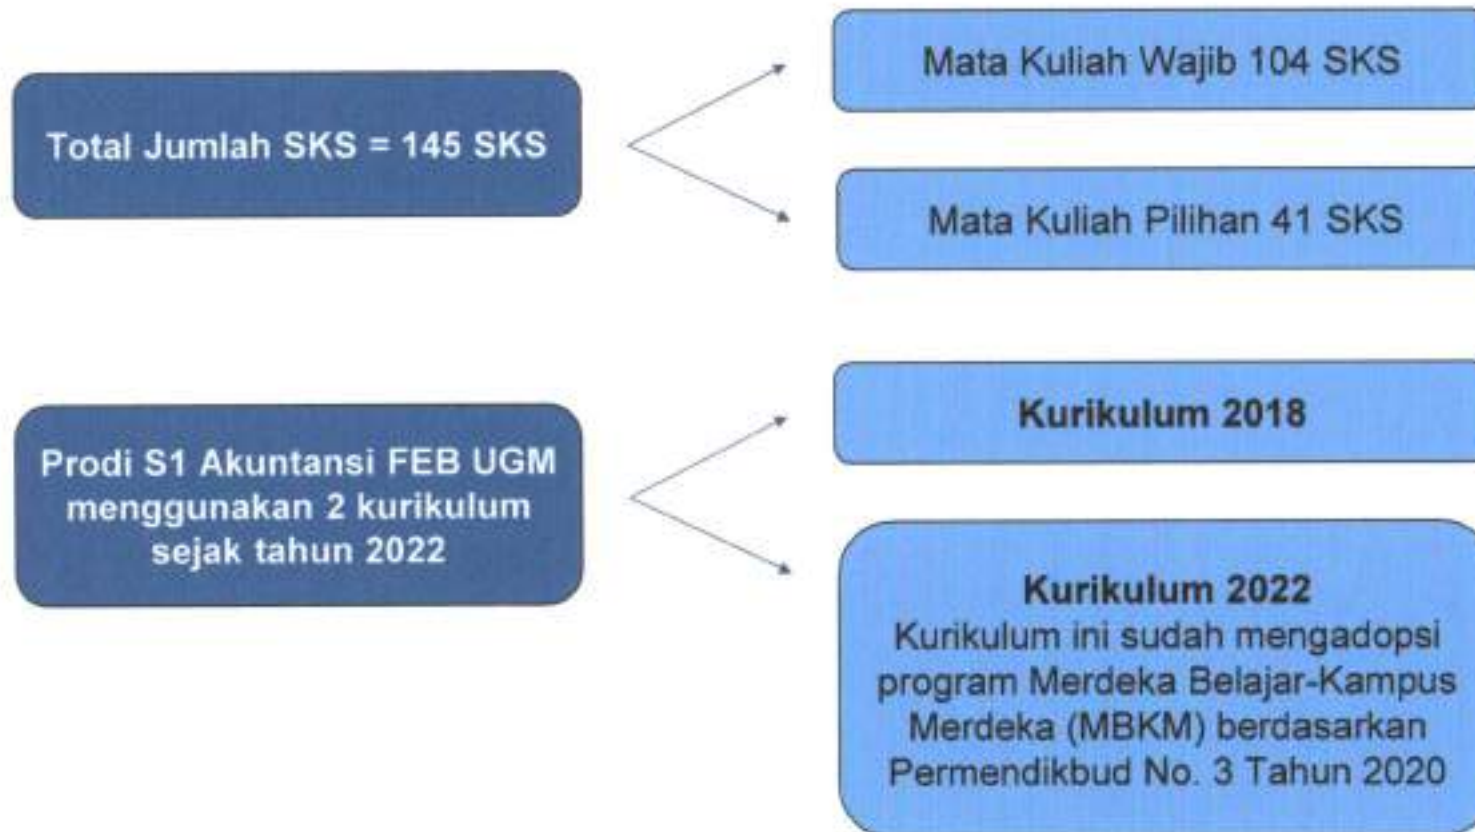 Total Jumlah SKS = 145 SKS
Mata Kuliah Wajib 104 SKS
Mata Kuliah Pilihan 41 SKS
Prodi S1 Akuntansi FEB UGM
menggunakan 2 kurikulum
sejak tahun 2022
Kurikulum 2018
Kurikulum 2022
Kurikulum ini sudah mengadopsi
program Merdeka Belajar-Kampus
Merdeka (MBKM) berdasarkan
Permendikbud No. 3 Tahun 2020